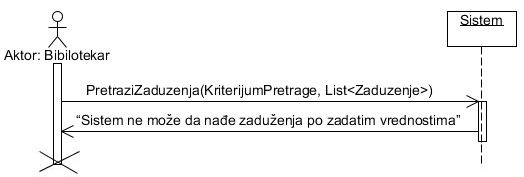 Sistem
Aktor: Bibilotekar
PretraziZaduzenja(KriterijumPretrage, List<Zaduzenje>)
“Sistem ne može da nađe zaduženja po zadatim vrednostima”